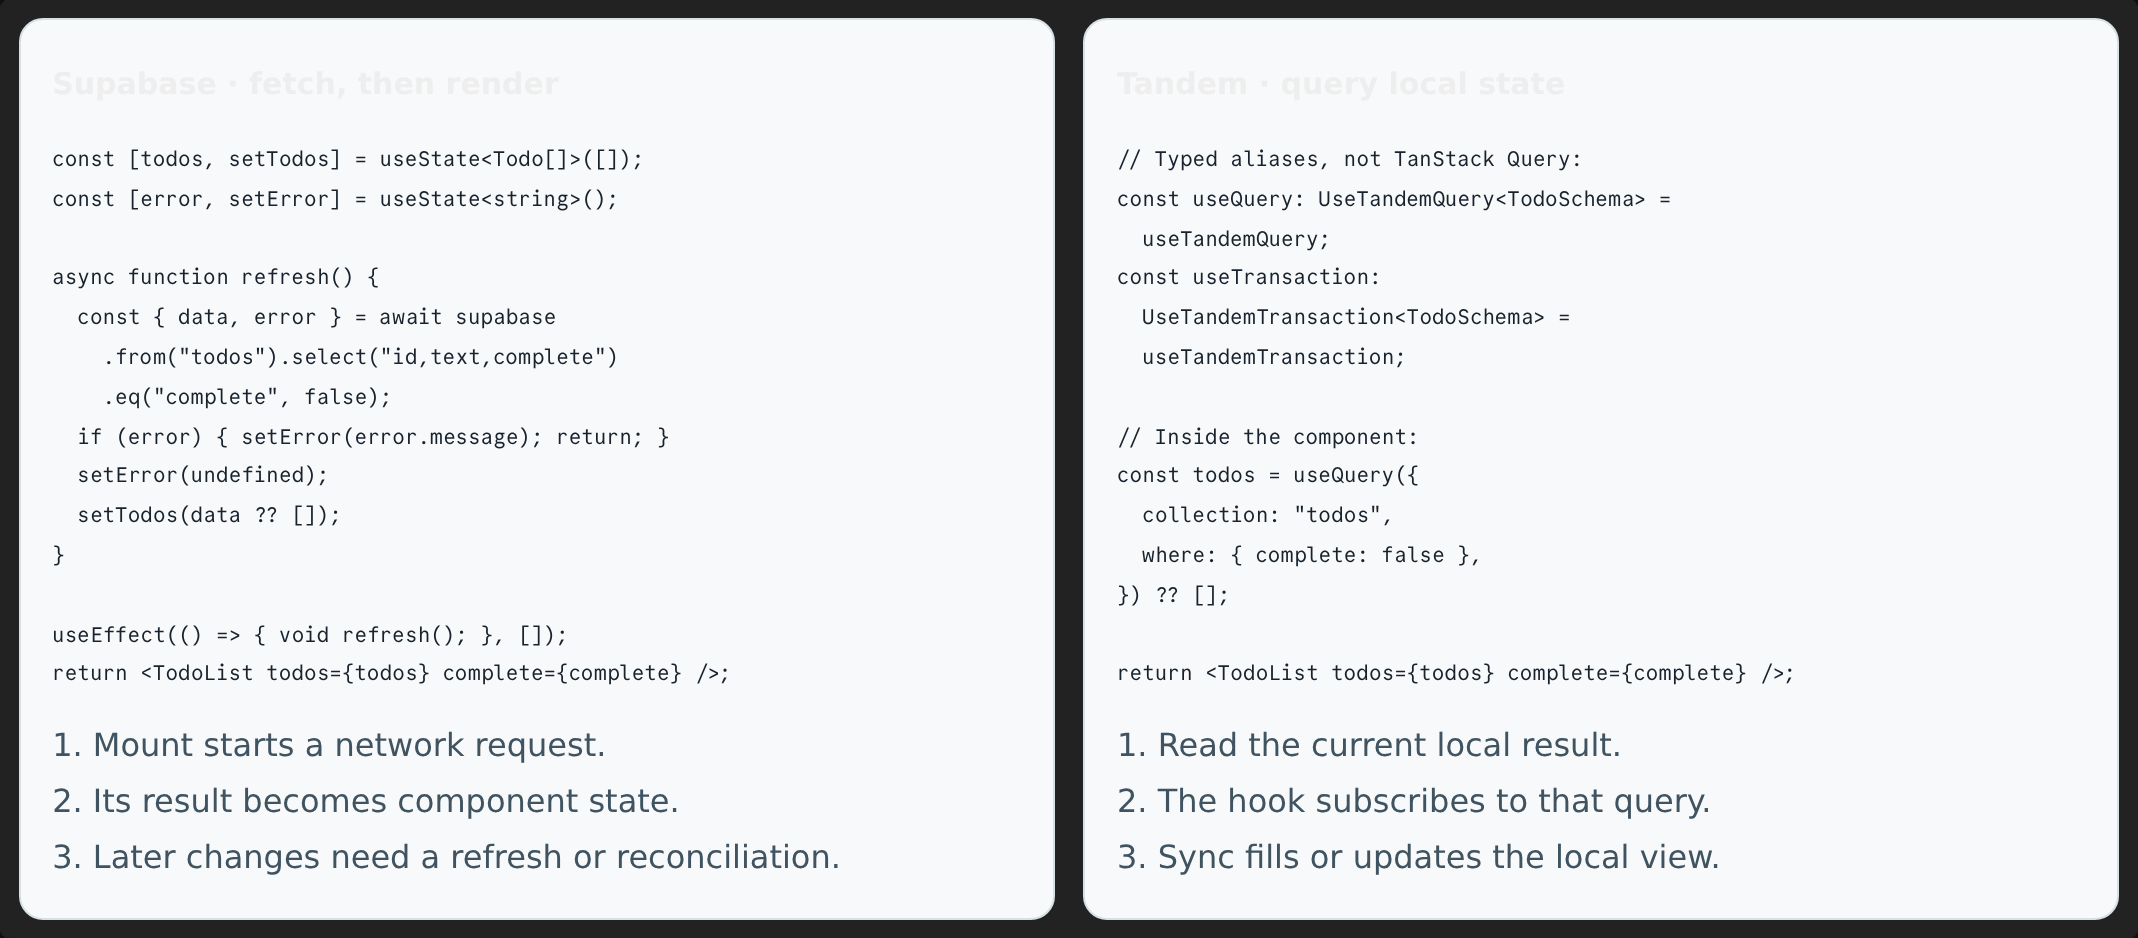 Supabase · fetch, then render
const [todos, setTodos] = useState<Todo[]>([]);
const [error, setError] = useState<string>();
async function refresh() {
  const { data, error } = await supabase
    .from("todos").select("id,text,complete")
    .eq("complete", false);
  if (error) { setError(error.message); return; }
  setError(undefined);
  setTodos(data ?? []);
}
useEffect(() => { void refresh(); }, []);
return <TodoList todos={todos} complete={complete} />;
1. Mount starts a network request.
2. Its result becomes component state.
3. Later changes need a refresh or reconciliation.
Tandem · query local state
// Typed aliases, not TanStack Query:
const useQuery: UseTandemQuery<TodoSchema> =
  useTandemQuery;
const useTransaction:
  UseTandemTransaction<TodoSchema> =
  useTandemTransaction;
// Inside the component:
const todos = useQuery({
  collection: "todos",
  where: { complete: false },
}) ?? [];
return <TodoList todos={todos} complete={complete} />;
1. Read the current local result.
2. The hook subscribes to that query.
3. Sync fills or updates the local view.